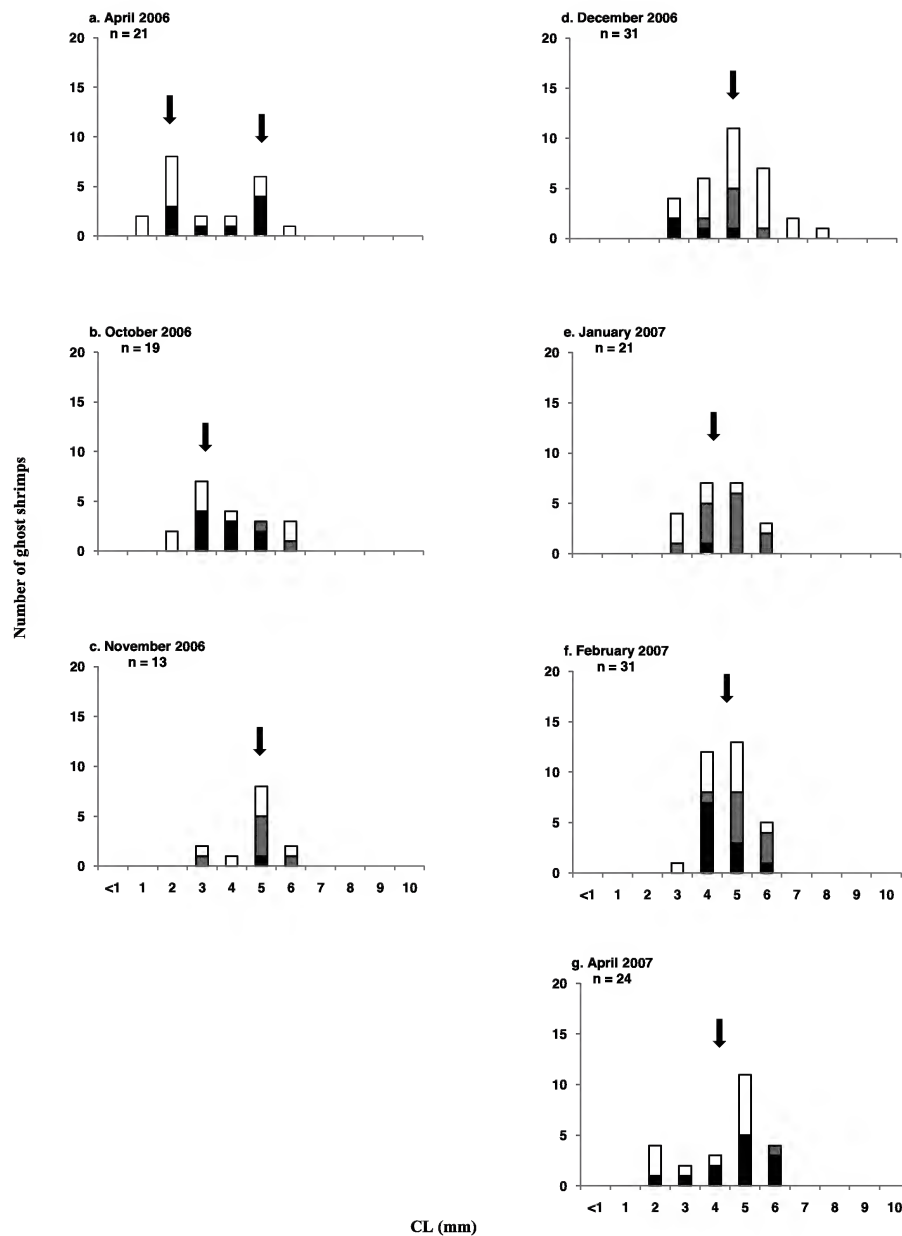 a. April 2006
n = 21
20
15
10
5
0
b. October 2006
n = 19
20
15
10
5
0
c. November 2006
n = 13
20
15
10
5
0
<1 1 2 3 4 5 6 7 8 9 10
d. December 2006
n = 31
20
15
10
5
0
e. January 2007
n = 21
20
15
10
5
0
f. February 2007
n = 31
20
15
10
5
0
<1 1 2 3 4 5 6 7 8 9 10
g. April 2007
n = 24
20
15
10
5
0
<1 1 2 3 4 5 6 7 8 9 10
Number of ghost shrimps
CL (mm)